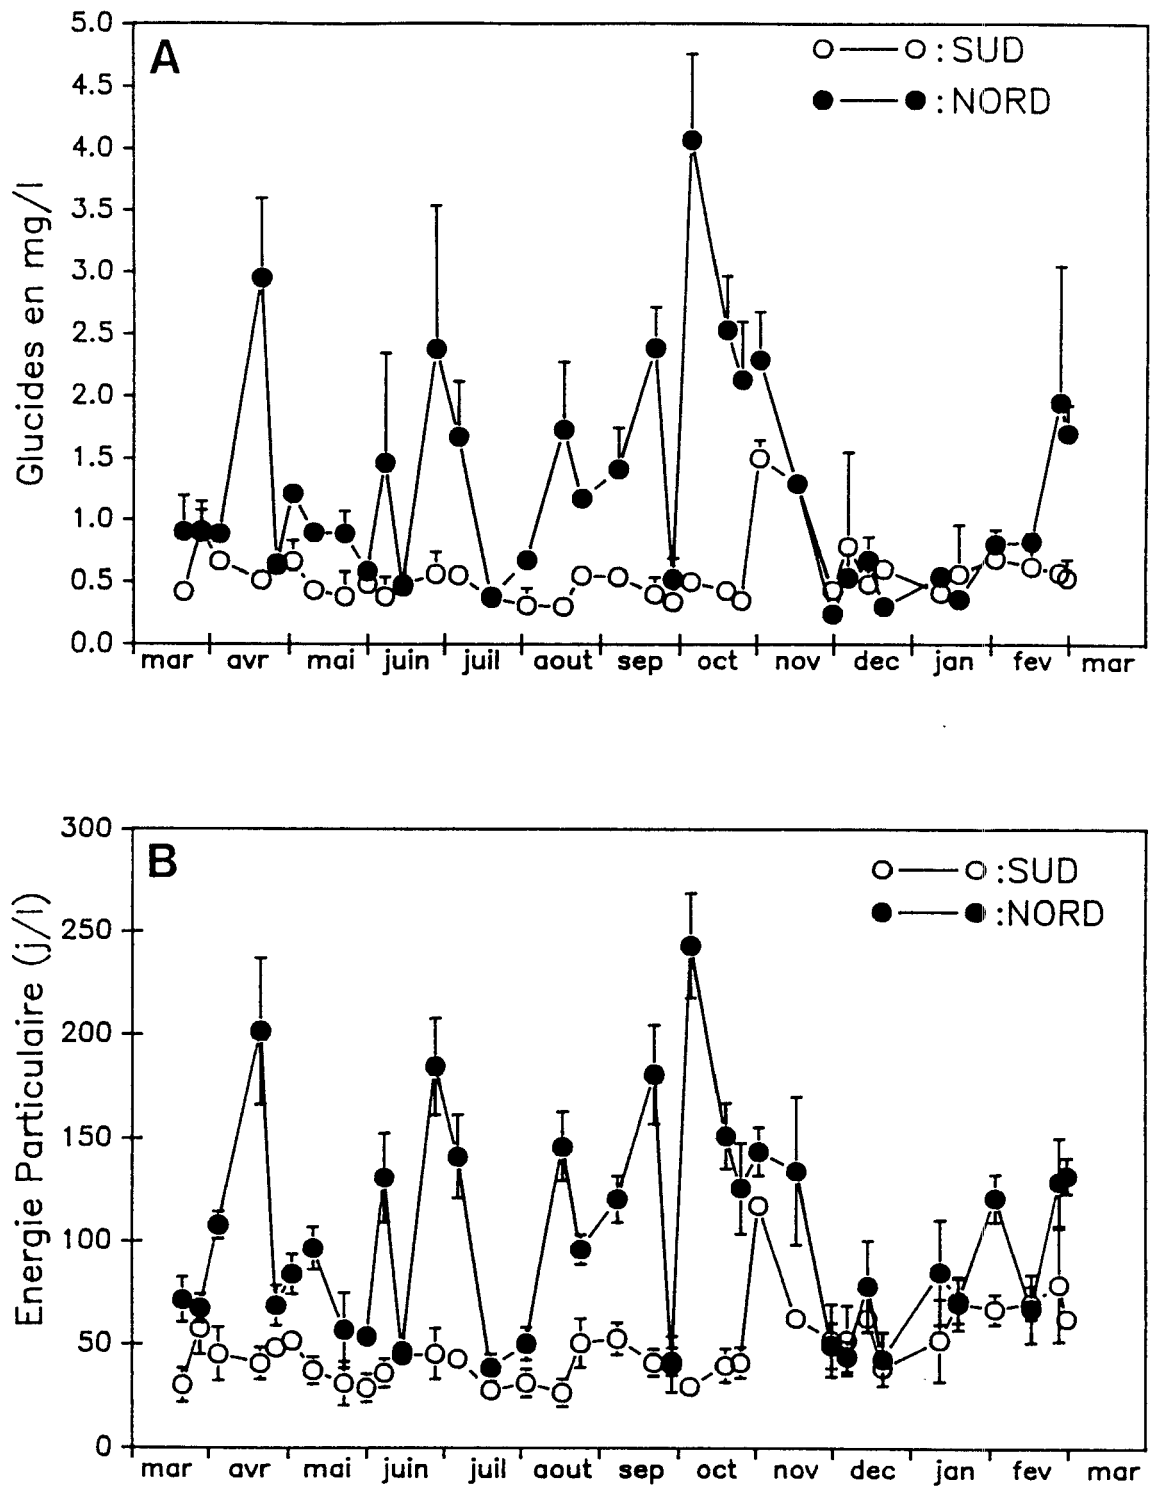 A
: SUD
: NORD
Glucides en mg/l
5.0
4.5
4.0
3.5
3.0
2.5
2.0
1.5
1.0
0.5
0.0
mar avr mai juin juil aout sep oct nov dec jan fev mar
B
:SUD
:NORD
Energie Particulaire (j/l)
300
250
200
150
100
50
0
mar avr mai juin juil aout sep oct nov dec jan fev mar